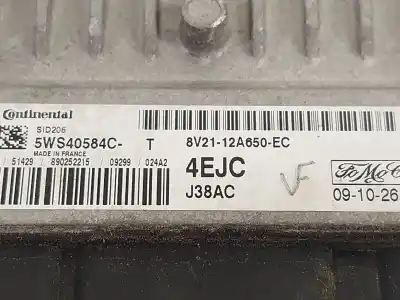 Continental
SID206
5WS40584C- T
MADE IN FRANCE
51429 / 890252215 09299 024A2
8V21-12A650-EC
4EJC
J38AC
VF
FoMoCo
09-10-26